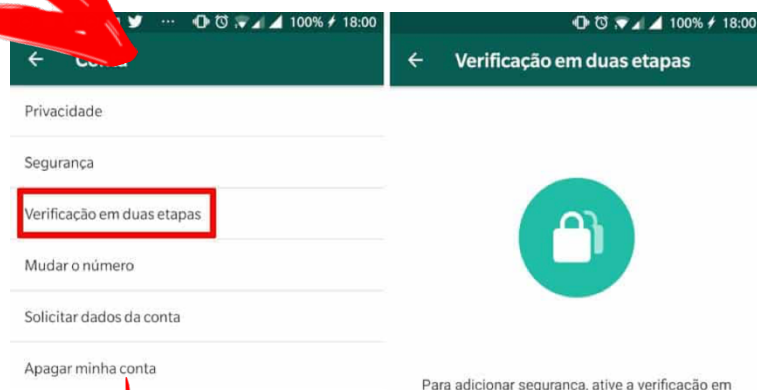 100% 18:00
Conta
Privacidade
Segurança
Verificação em duas etapas
Mudar o número
Solicitar dados da conta
Apagar minha conta
100% 18:00
Verificação em duas etapas
Para adicionar segurança, ative a verificação em